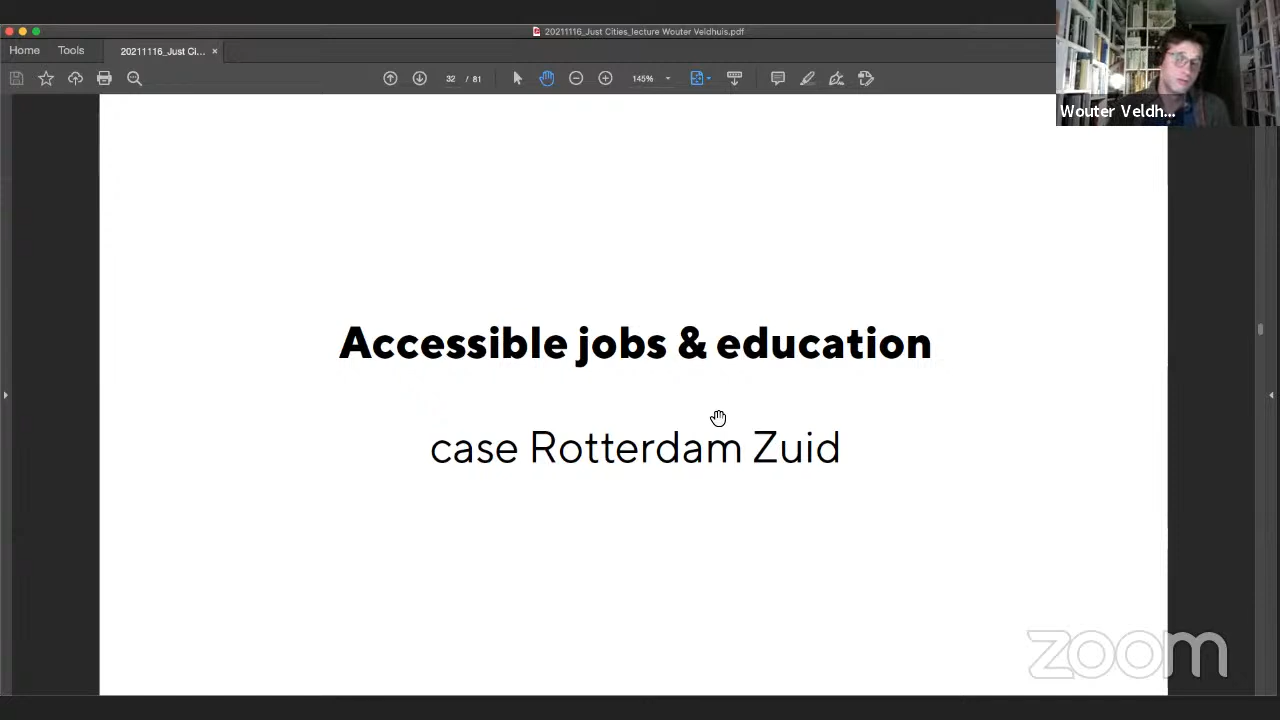 20211116_Just Cities_lecture Wouter Veldhuis.pdf
Home
Tools
20211116_Just Ci... ×
32 / 81
145%
Wouter Veldh...
Accessible jobs & education
case Rotterdam Zuid
zoom